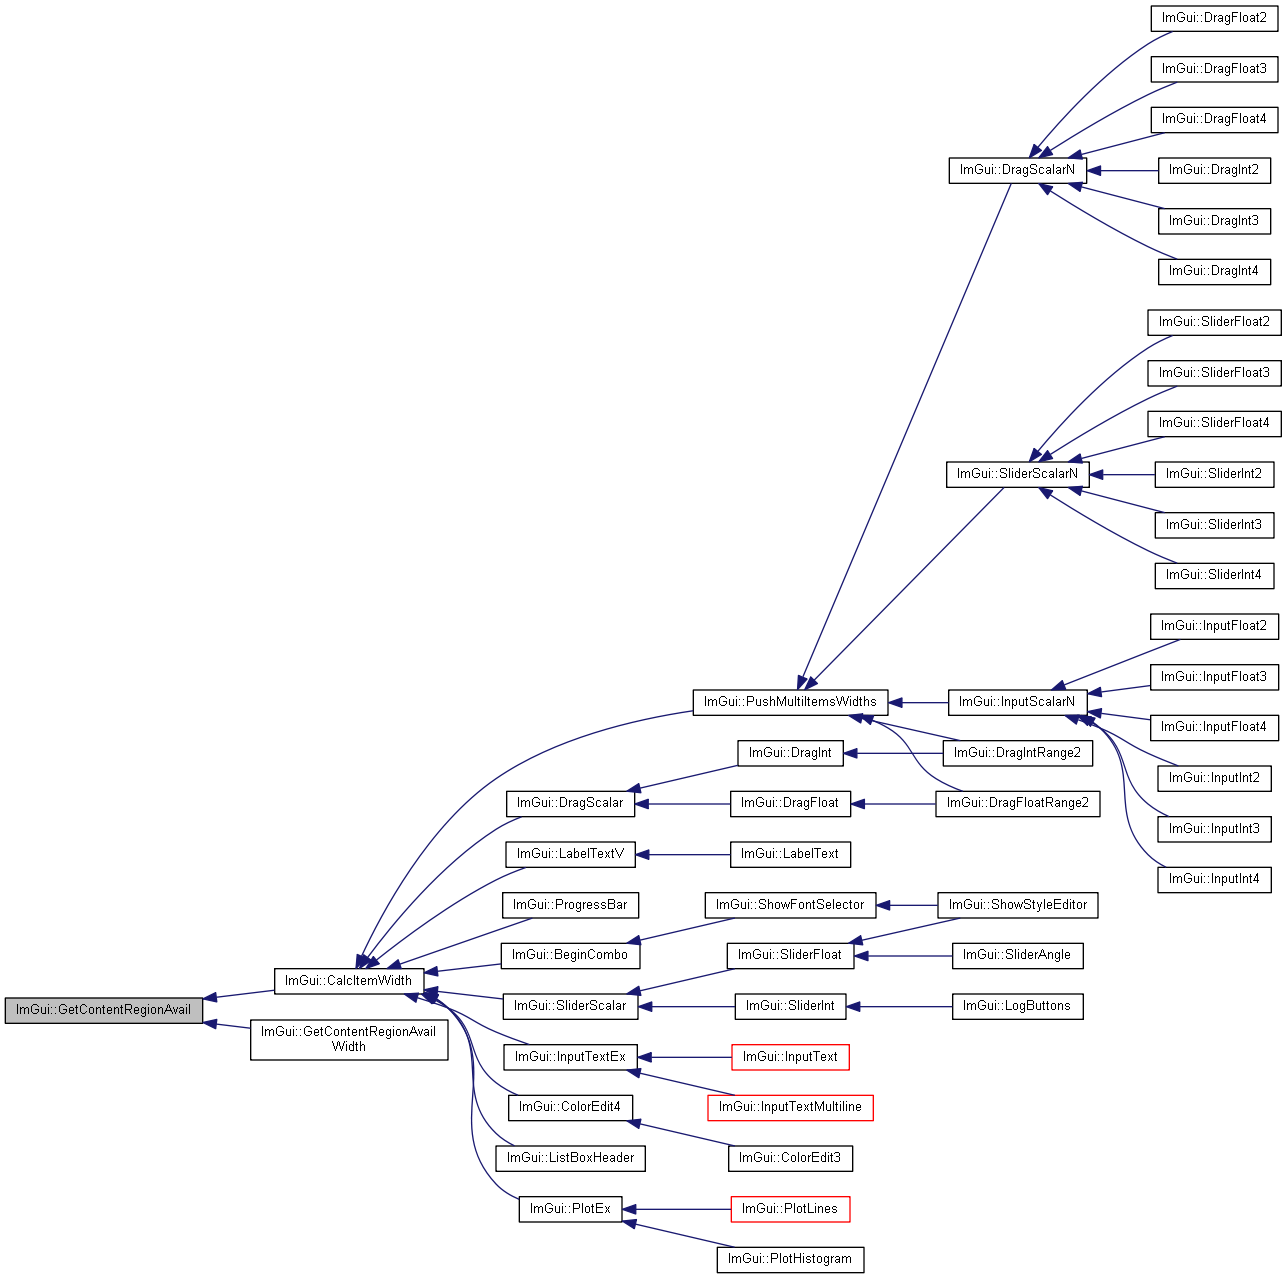 ImGui::DragFloat2
ImGui::DragFloat3
ImGui::DragFloat4
ImGui::DragScalarN
ImGui::DragInt2
ImGui::DragInt3
ImGui::DragInt4
ImGui::SliderFloat2
ImGui::SliderFloat3
ImGui::SliderFloat4
ImGui::SliderScalarN
ImGui::SliderInt2
ImGui::SliderInt3
ImGui::SliderInt4
ImGui::InputFloat2
ImGui::InputFloat3
ImGui::PushMultiItemsWidths
ImGui::InputScalarN
ImGui::InputFloat4
ImGui::DragInt
ImGui::DragIntRange2
ImGui::InputInt2
ImGui::DragScalar
ImGui::DragFloat
ImGui::DragFloatRange2
ImGui::InputInt3
ImGui::LabelTextV
ImGui::LabelText
ImGui::InputInt4
ImGui::ProgressBar
ImGui::ShowFontSelector
ImGui::ShowStyleEditor
ImGui::BeginCombo
ImGui::SliderFloat
ImGui::SliderAngle
ImGui::CalcItemWidth
ImGui::GetContentRegionAvail
ImGui::SliderScalar
ImGui::SliderInt
ImGui::LogButtons
ImGui::GetContentRegionAvail
Width
ImGui::InputTextEx
ImGui::InputText
ImGui::ColorEdit4
ImGui::InputTextMultiline
ImGui::ListBoxHeader
ImGui::ColorEdit3
ImGui::PlotEx
ImGui::PlotLines
ImGui::PlotHistogram